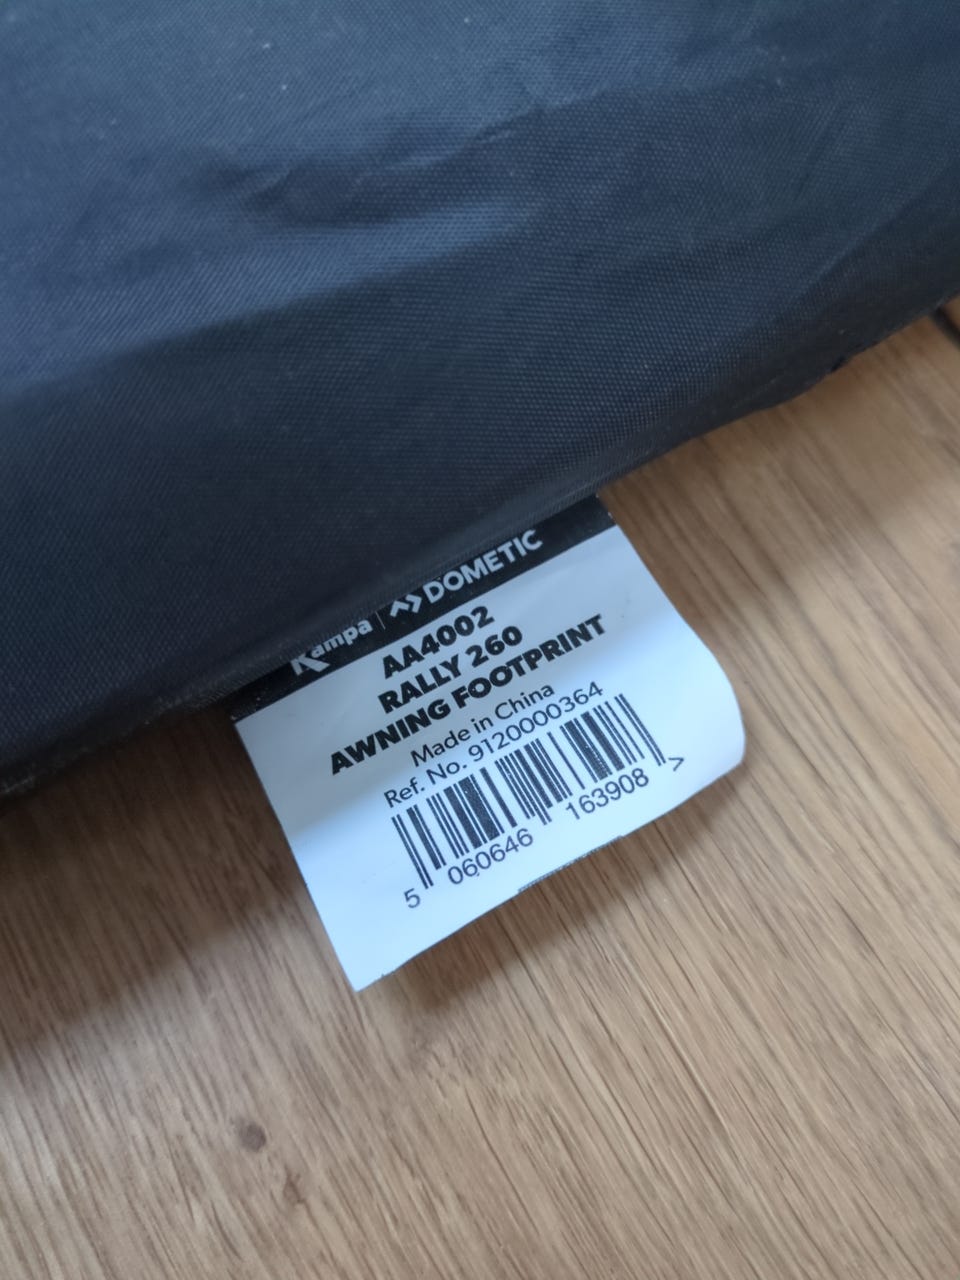 Kampa | DOMETIC
AA4002
RALLY 260
AWNING FOOTPRINT
Made in China
Ref. No. 9120000364
5 060646 163908 >